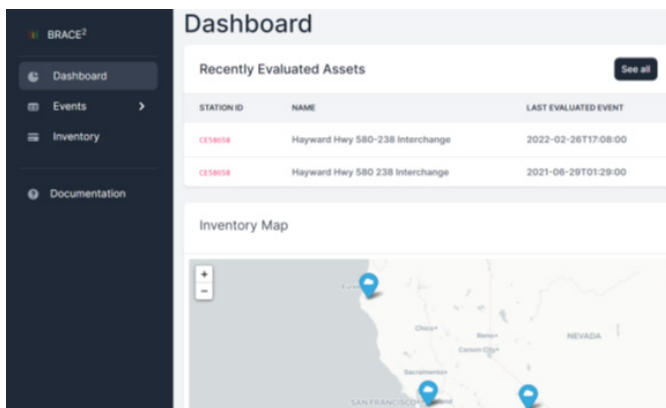 BRACE²
Dashboard
Events
Inventory
Documentation
Dashboard
Recently Evaluated Assets
See all
STATION ID NAME LAST EVALUATED EVENT
CE58658 Hayward Hwy 580-238 Interchange 2022-02-26T17:08:00
CE58658 Hayward Hwy 580 238 Interchange 2021-06-29T01:29:00
Inventory Map
+
−
Chico
Reno
NEVADA
Carson City
Sacramento
SAN FRANCISCO